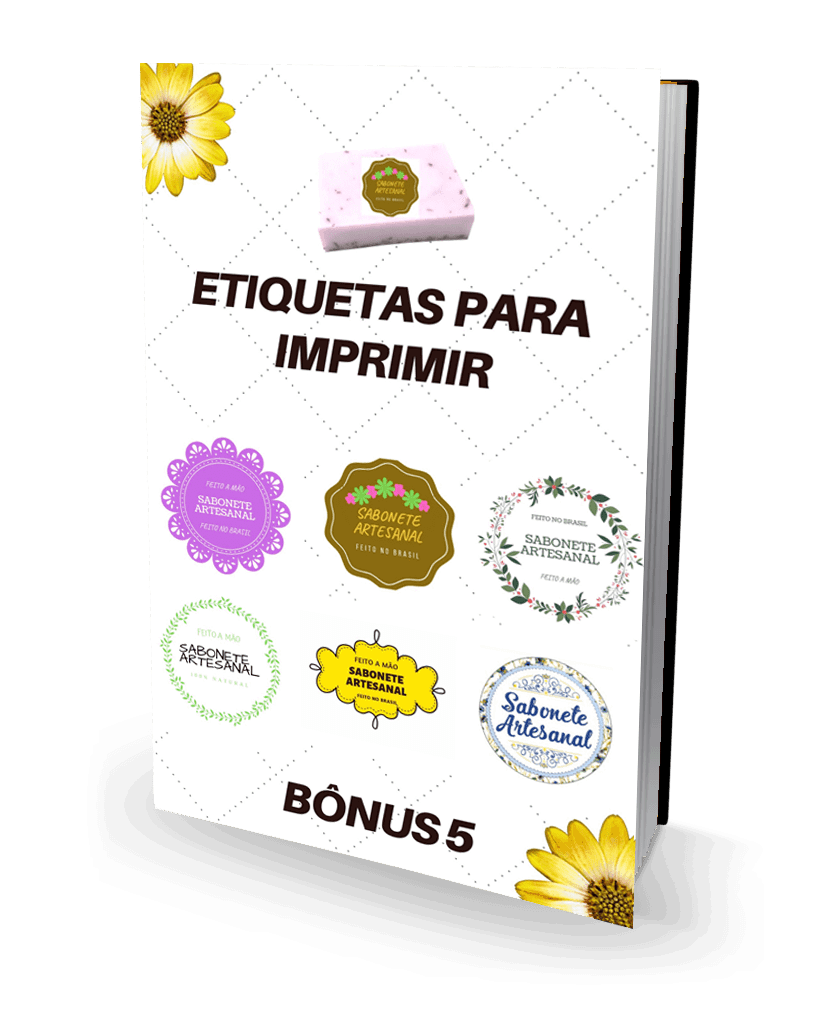 SABONETE
ARTESANAL
FEITO NO BRASIL
ETIQUETAS PARA
IMPRIMIR
FEITO A MÃO
SABONETE
ARTESANAL
FEITO NO BRASIL
SABONETE
ARTESANAL
FEITO NO BRASIL
FEITO NO BRASIL
SABONETE
ARTESANAL
FEITO A MÃO
FEITO A MÃO
SABONETE
ARTESANAL
100% NATURAL
FEITO A MÃO
SABONETE
ARTESANAL
FEITO NO BRASIL
Sabonete
Artesanal
BÔNUS 5